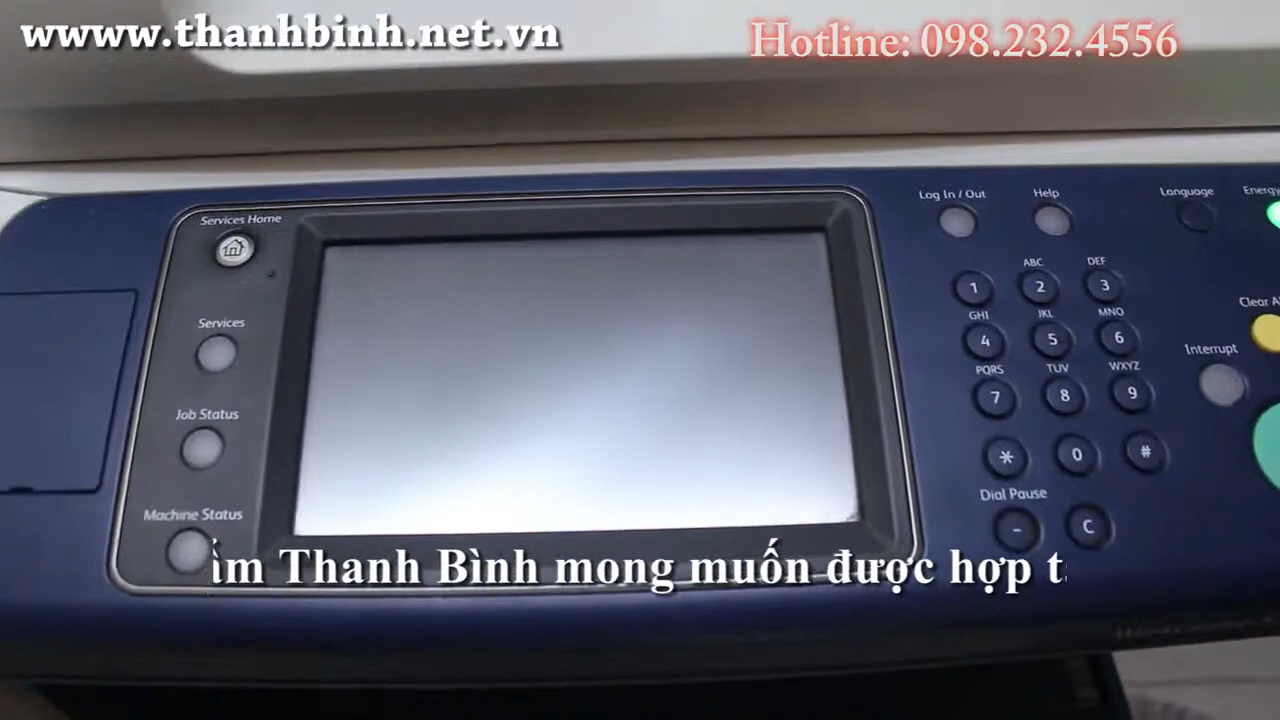 wwww.thanhbinh.net.vn
Hotline: 098.232.4556
Services Home
Services
Job Status
Machine Status
Log In / Out
Help
Language
Energy
1
ABC
2
DEF
3
GHI
4
JKL
5
MNO
6
PQRS
7
TUV
8
WXYZ
9
*
0
#
Dial Pause
-
C
Interrupt
Clear A
Thanh Bình mong muốn được hợp